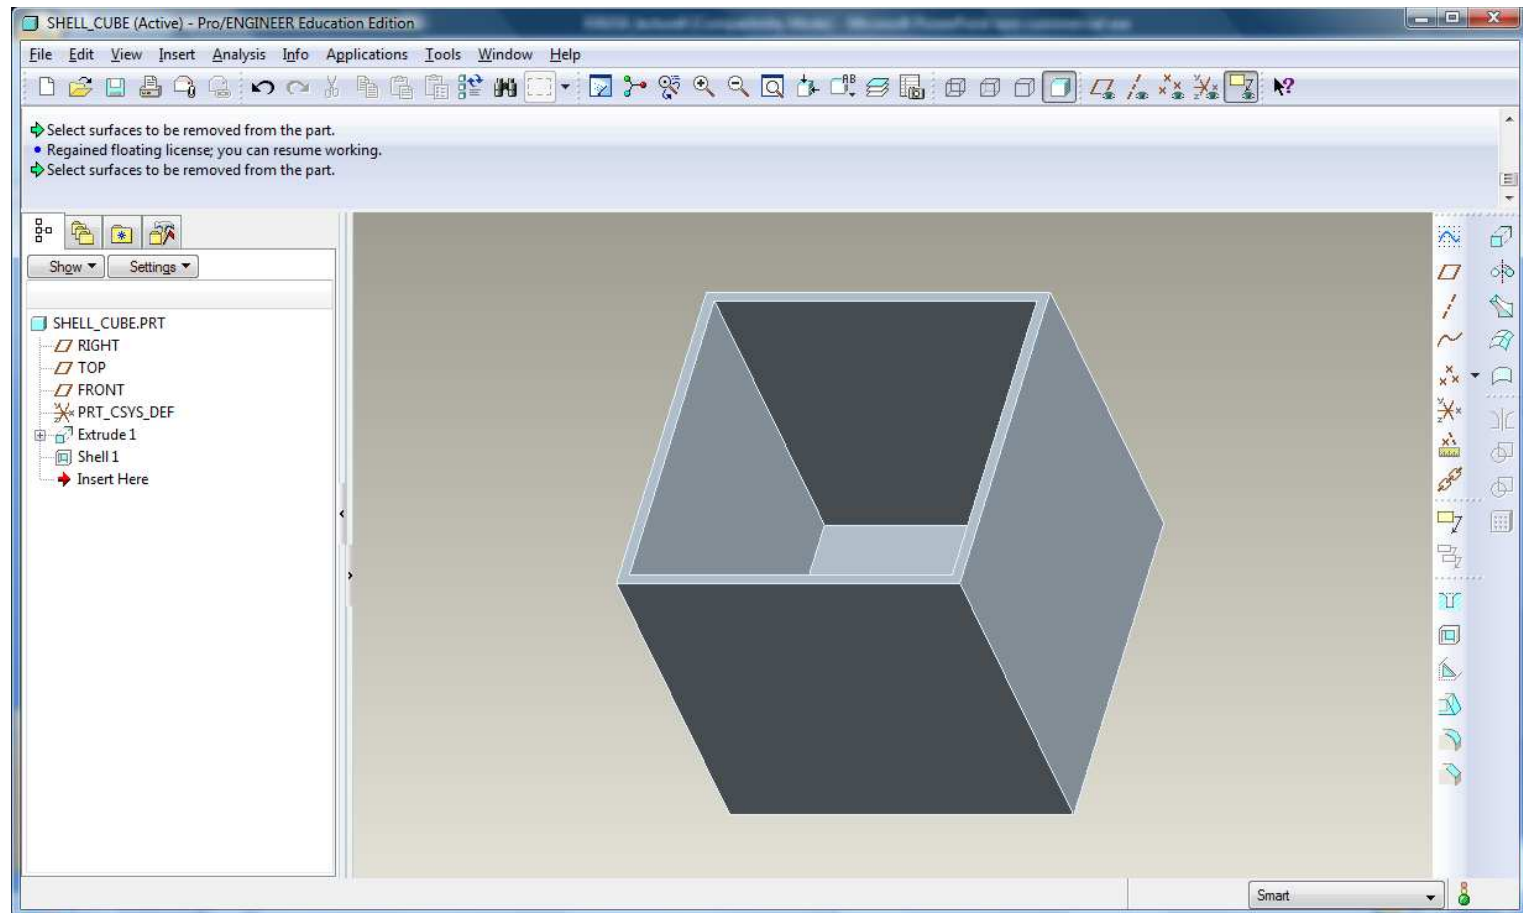 SHELL_CUBE (Active) - Pro/ENGINEER Education Edition
File Edit View Insert Analysis Info Applications Tools Window Help
Select surfaces to be removed from the part.
Regained floating license; you can resume working.
Select surfaces to be removed from the part.
Show Settings
SHELL_CUBE.PRT
RIGHT
TOP
FRONT
PRT_CSYS_DEF
Extrude 1
Shell 1
Insert Here
Smart